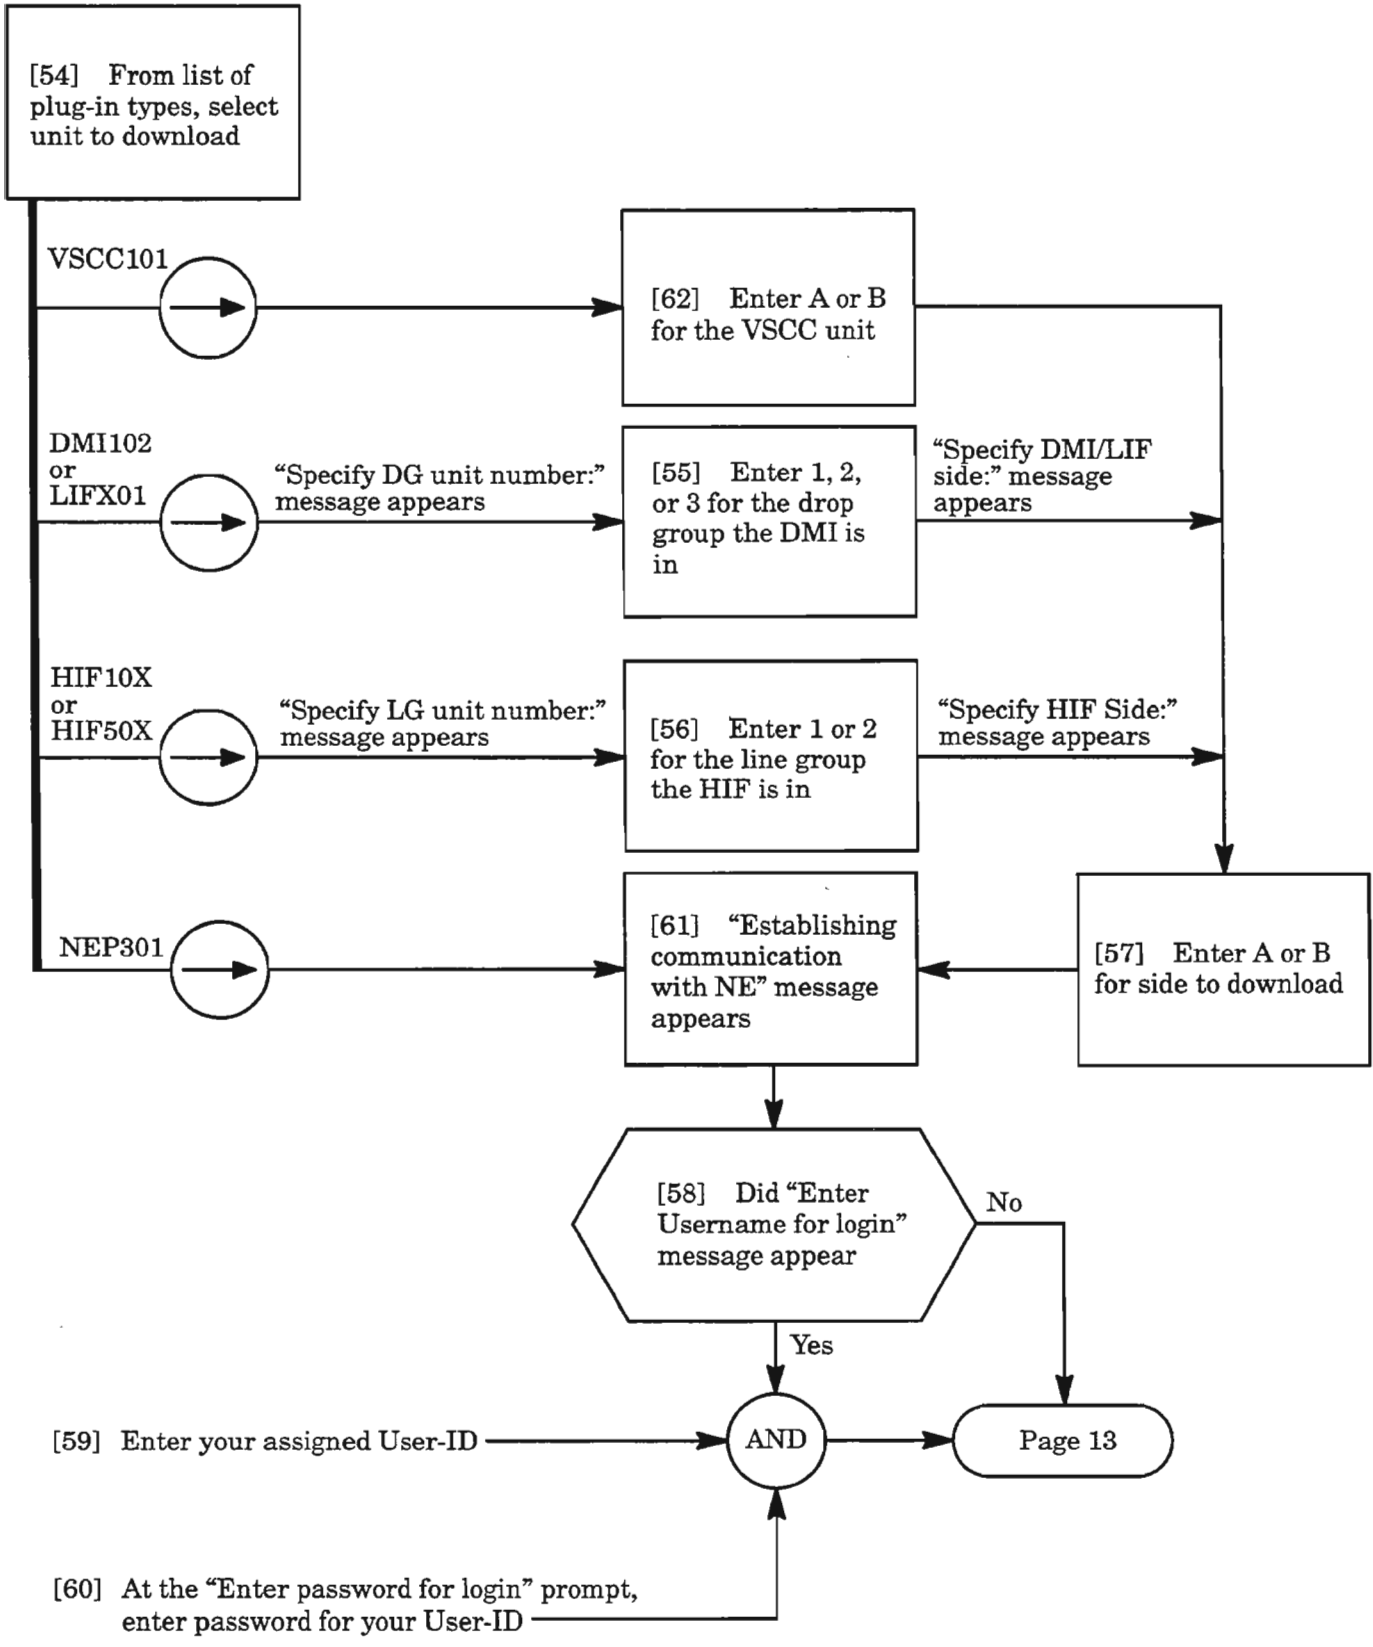 [54] From list of
plug-in types, select
unit to download
VSCC101
[62] Enter A or B
for the VSCC unit
DMI102
or
LIFX01
“Specify DG unit number:”
message appears
[55] Enter 1, 2,
or 3 for the drop
group the DMI is
in
“Specify DMI/LIF
side:” message
appears
HIF10X
or
HIF50X
“Specify LG unit number:”
message appears
[56] Enter 1 or 2
for the line group
the HIF is in
“Specify HIF Side:”
message appears
NEP301
[61] “Establishing
communication
with NE” message
appears
[57] Enter A or B
for side to download
[58] Did “Enter
Username for login”
message appear
No
Yes
[59] Enter your assigned User-ID
AND
Page 13
[60] At the “Enter password for login” prompt,
enter password for your User-ID